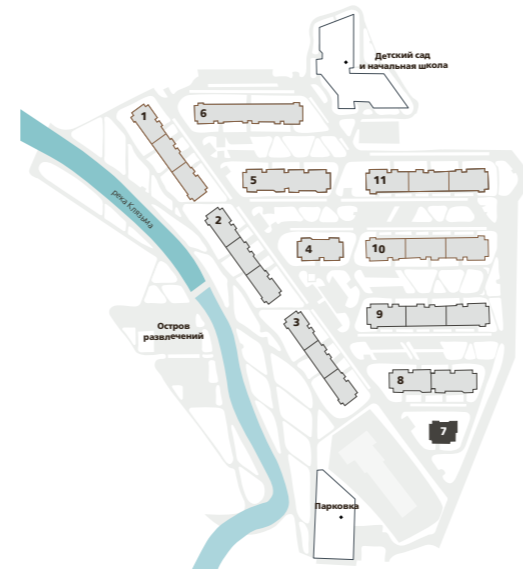 Детский сад
и начальная школа
1
6
5
11
река Клязьма
2
4
10
3
9
Остров
развлечений
8
7
Парковка